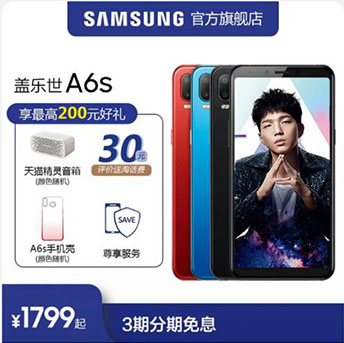 SAMSUNG 官方旗舰店
盖乐世 A6s
享最高200元好礼
30元
评价送淘话费
天猫精灵音箱
(颜色随机)
SAVE
A6s手机壳
(颜色随机)
尊享服务
¥1799起
3期分期免息